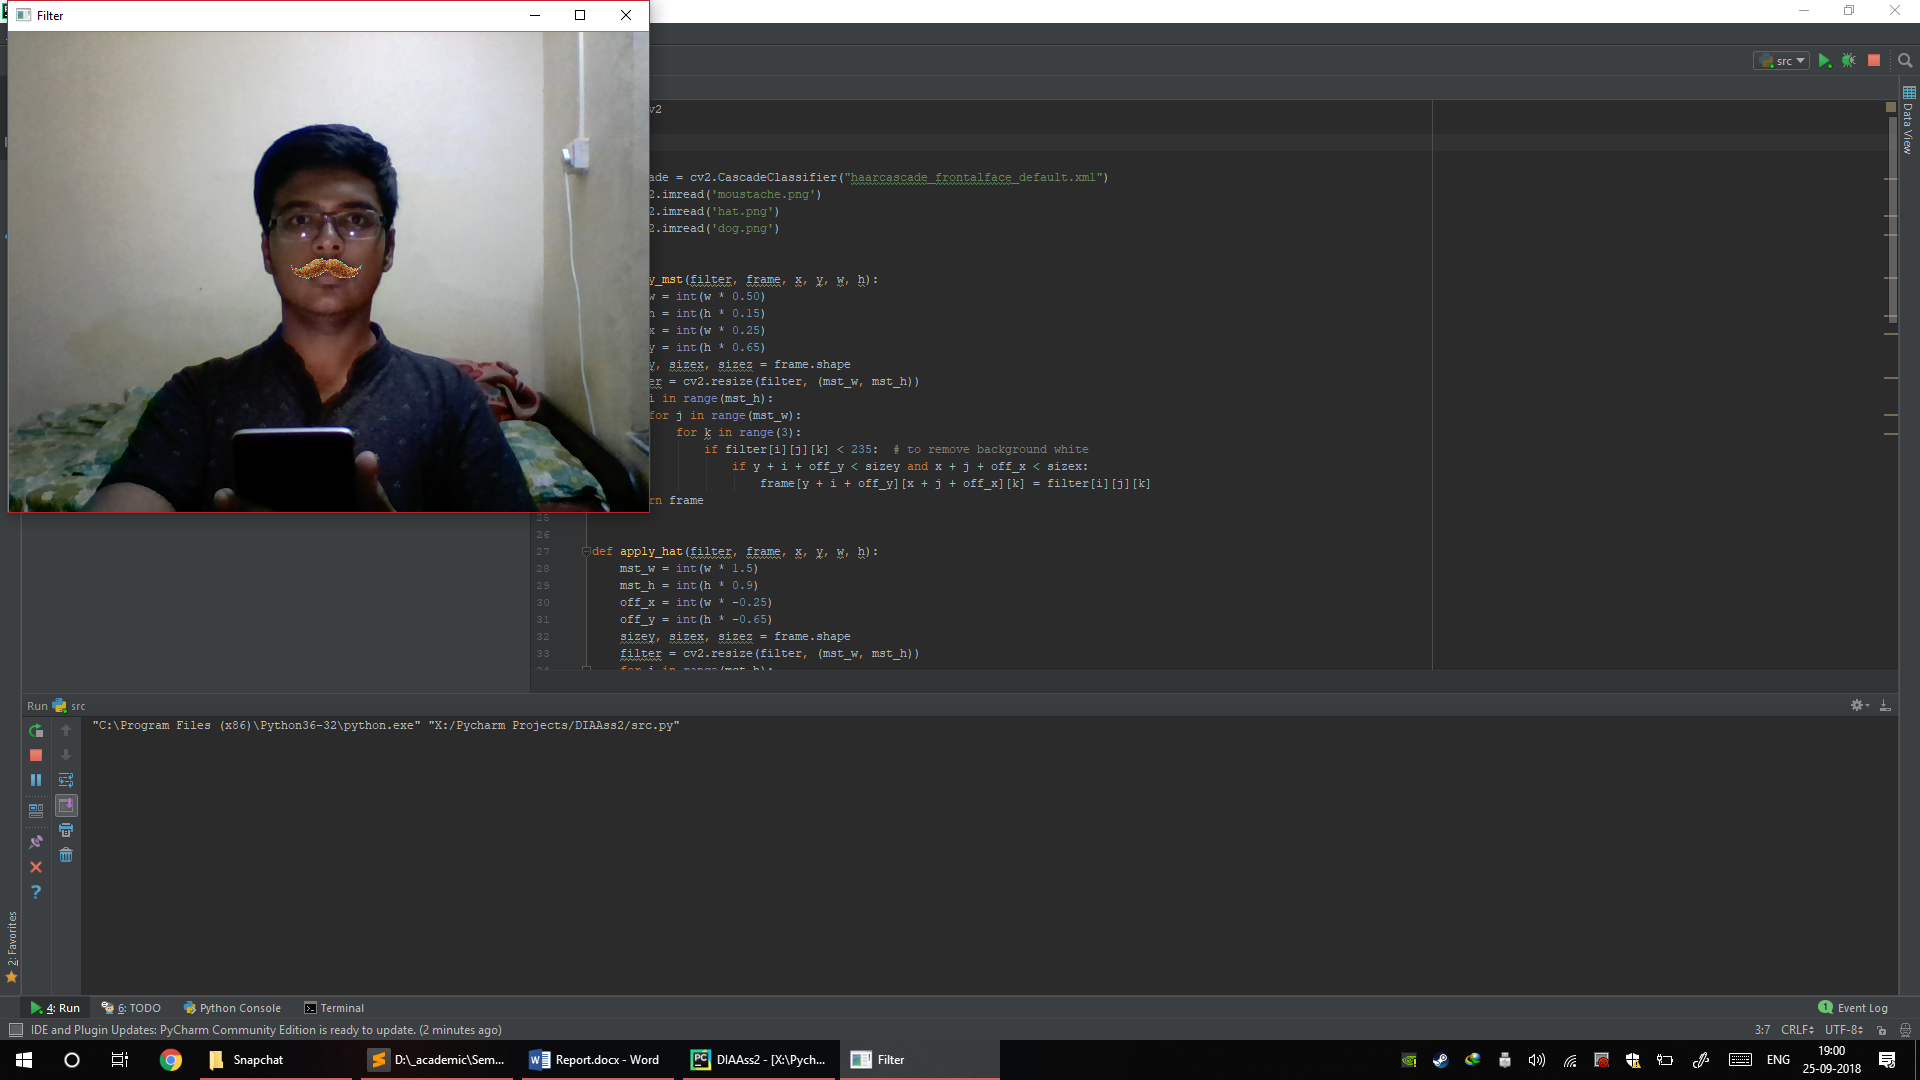 Filter
src
v2
ade = cv2.CascadeClassifier("haarcascade_frontalface_default.xml")
2.imread('moustache.png')
2.imread('hat.png')
2.imread('dog.png')
y_mst(filter, frame, x, y, w, h):
w = int(w * 0.50)
h = int(h * 0.15)
x = int(w * 0.25)
y = int(h * 0.65)
y, sizex, sizez = frame.shape
er = cv2.resize(filter, (mst_w, mst_h))
i in range(mst_h):
for j in range(mst_w):
for k in range(3):
if filter[i][j][k] < 235:  # to remove background white
if y + i + off_y < sizey and x + j + off_x < sizex:
frame[y + i + off_y][x + j + off_x][k] = filter[i][j][k]
rn frame
25
26
27 def apply_hat(filter, frame, x, y, w, h):
28 mst_w = int(w * 1.5)
29 mst_h = int(h * 0.9)
30 off_x = int(w * -0.25)
31 off_y = int(h * -0.65)
32 sizey, sizex, sizez = frame.shape
33 filter = cv2.resize(filter, (mst_w, mst_h))
34 for i in range(mst_h):
Data View
Run src
"C:\Program Files (x86)\Python36-32\python.exe" "X:/Pycharm Projects/DIAAss2/src.py"
2: Favorites
4: Run 6: TODO Python Console Terminal 1 Event Log
IDE and Plugin Updates: PyCharm Community Edition is ready to update. (2 minutes ago) 3:7 CRLF UTF-8
Snapchat D:\_academic\Sem... Report.docx - Word DIAAss2 - [X:\Pych... Filter ENG 19:00
25-09-2018